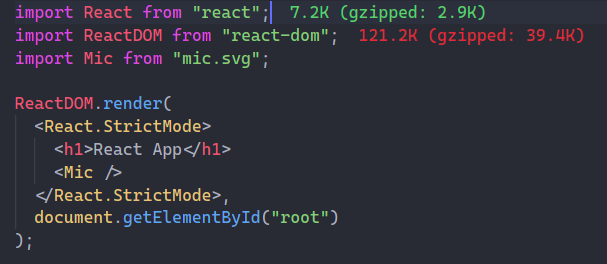 import React from "react";  7.2K (gzipped: 2.9K)
import ReactDOM from "react-dom";  121.2K (gzipped: 39.4K)
import Mic from "mic.svg";

ReactDOM.render(
  <React.StrictMode>
    <h1>React App</h1>
    <Mic />
  </React.StrictMode>,
  document.getElementById("root")
);